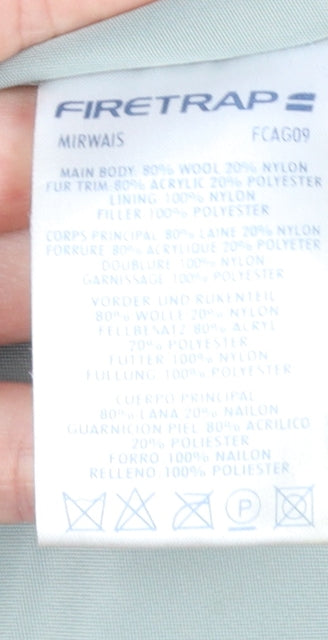 FIRETRAP
MIRWAIS FCAG09
MAIN BODY: 80% WOOL 20% NYLON
FUR TRIM: 80% ACRYLIC 20% POLYESTER
LINING: 100% NYLON
FILLER: 100% POLYESTER
CORPS PRINCIPAL: 80% LAINE 20% NYLON
FORRURE: 80% ACRYLIQUE 20% POLYETER
DOUBLURE: 100% NYLON
GARNISSAGE: 100% POLYESTER
VORDER UND RUKENTEIL
80% WOLLE 20% NYLON
FELLBESATZ 80% ACRYL
20% POLYESTER
FUTTER 100% NYLON
FULLUNG: 100% POLYESTER
CUERPO PRINCIPAL
80% LANA 20% NAILON
GUARNICION PIEL 80% ACRILICO
20% POLIESTER
FORRO 100% NAILON
RELLENO: 100% POLIESTER
P